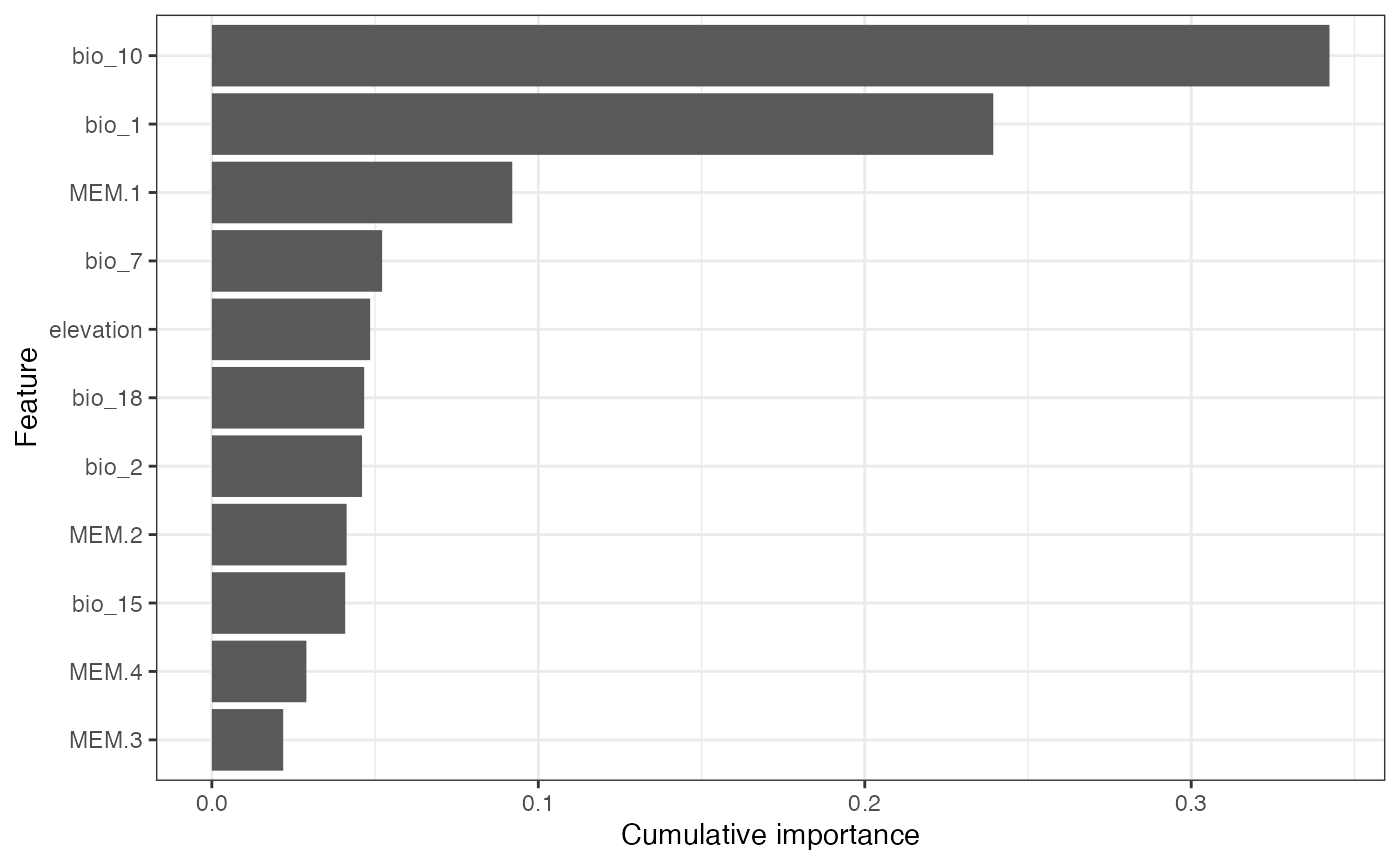 Feature
bio_10
bio_1
MEM.1
bio_7
elevation
bio_18
bio_2
MEM.2
bio_15
MEM.4
MEM.3
0.0 0.1 0.2 0.3
Cumulative importance